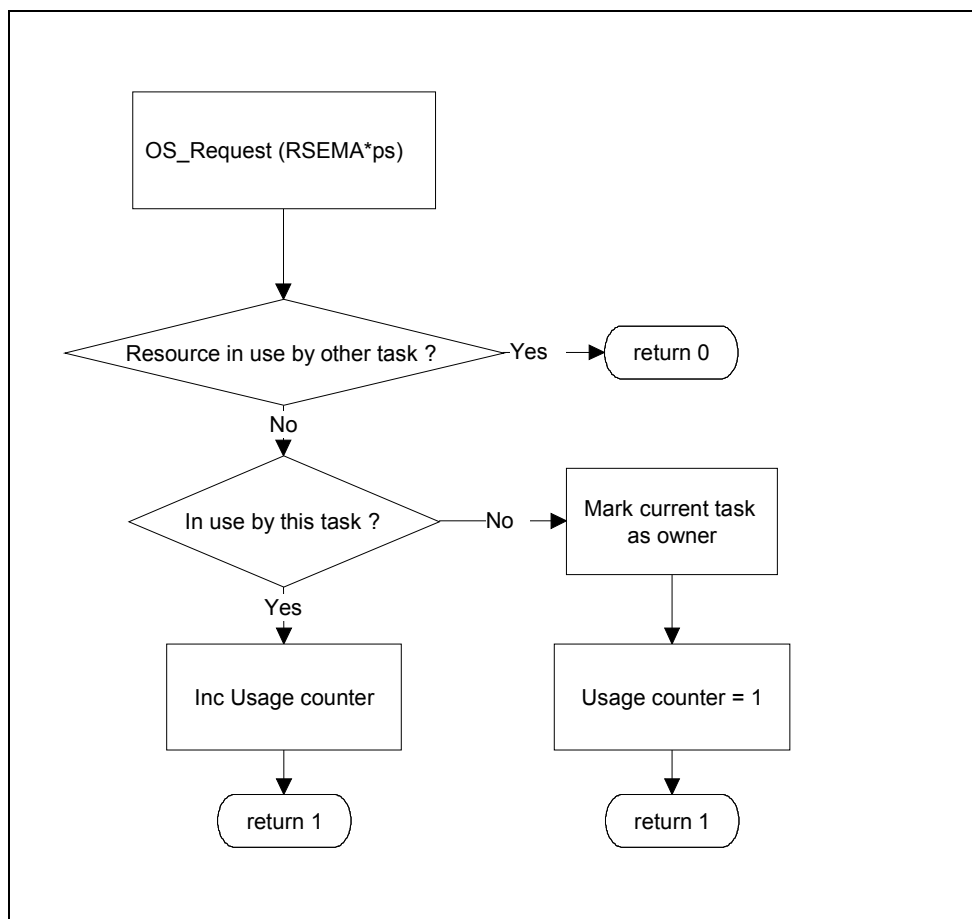 OS_Request (RSEMA*ps)
Resource in use by other task ?
Yes
return 0
No
In use by this task ?
No
Mark current task
as owner
Yes
Inc Usage counter
Usage counter = 1
return 1
return 1